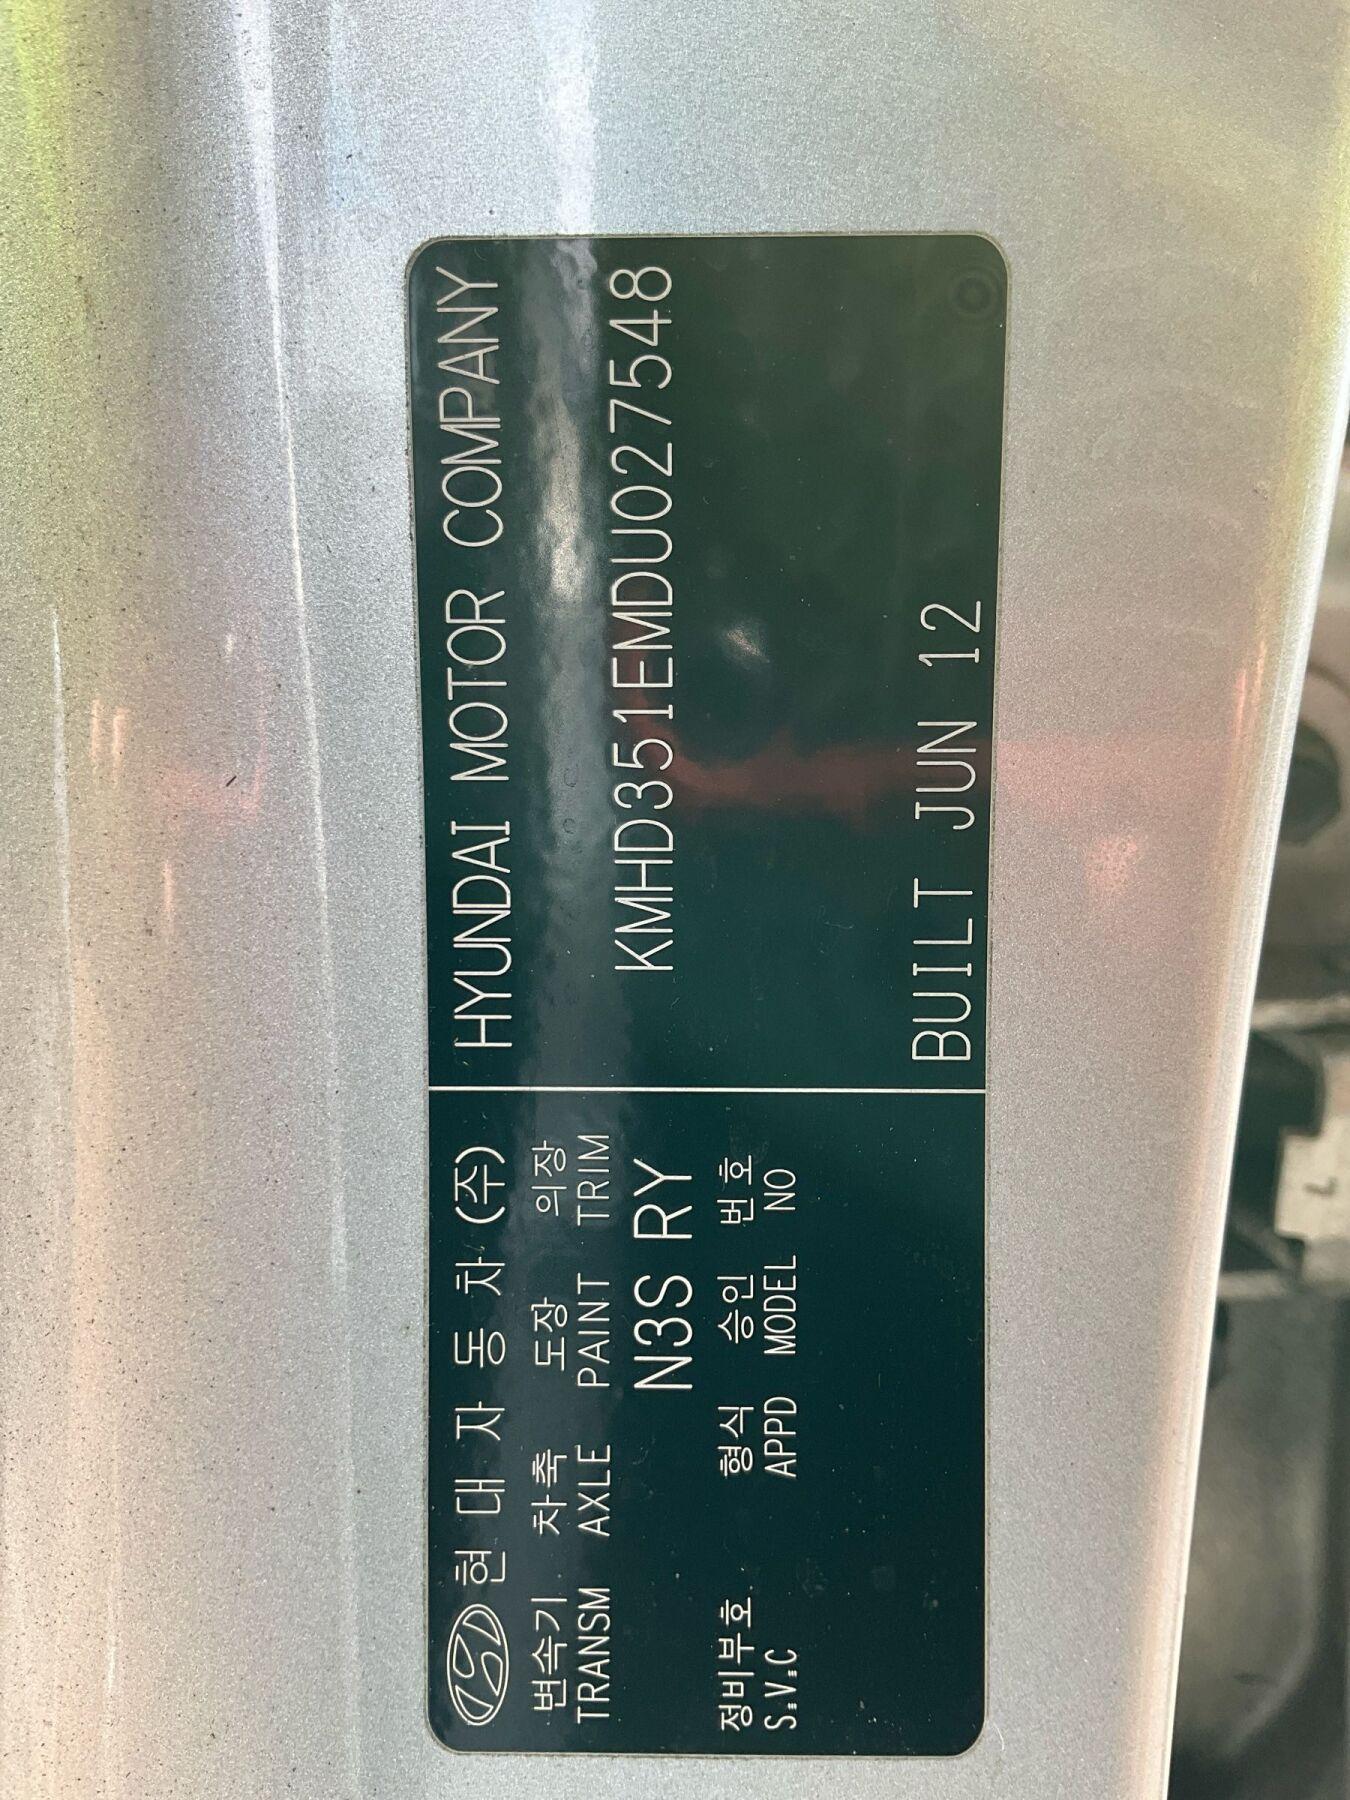 현대자동차(주)
변속기 차축 도장 의장
TRANSM AXLE PAINT TRIM
N3S RY
정비부호 형식 승인 번호
S.V.C APPD MODEL NO
HYUNDAI MOTOR COMPANY
KMHD351EMDU027548
BUILT JUN 12